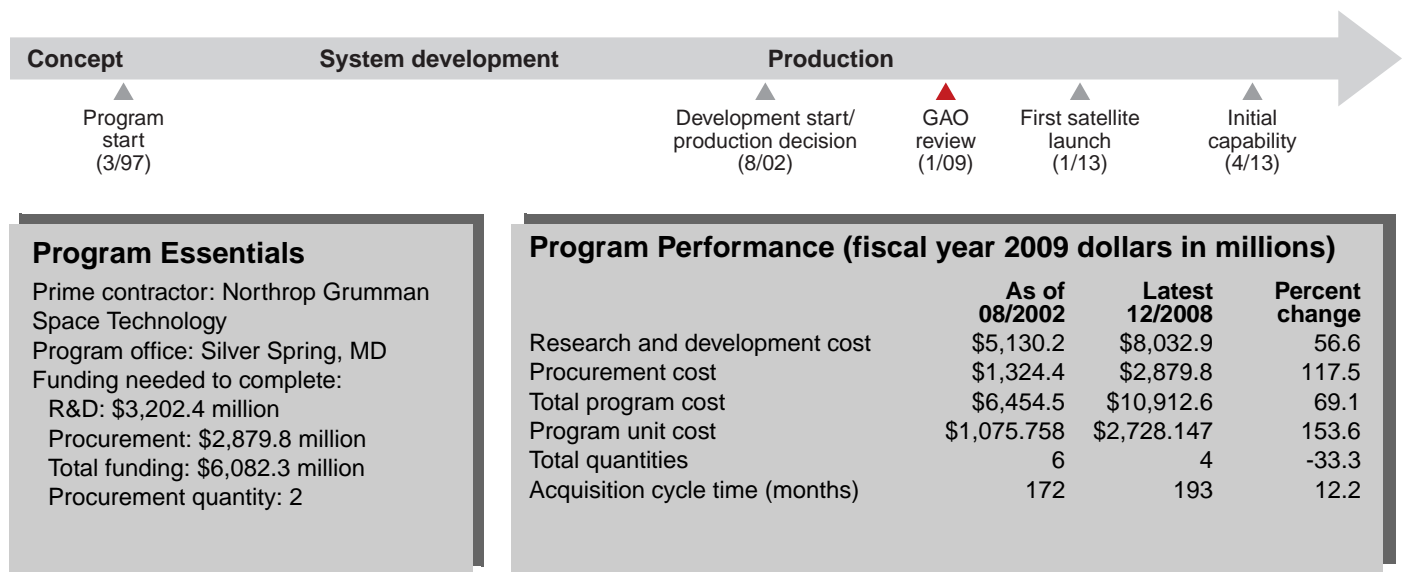 Concept System development Production
Program
start
(3/97)
Development start/
production decision
(8/02)
GAO
review
(1/09)
First satellite
launch
(1/13)
Initial
capability
(4/13)
Program Essentials
Prime contractor: Northrop Grumman
Space Technology
Program office: Silver Spring, MD
Funding needed to complete:
R&D: $3,202.4 million
Procurement: $2,879.8 million
Total funding: $6,082.3 million
Procurement quantity: 2
Program Performance (fiscal year 2009 dollars in millions)
As of Latest Percent
08/2002 12/2008 change
Research and development cost $5,130.2 $8,032.9 56.6
Procurement cost $1,324.4 $2,879.8 117.5
Total program cost $6,454.5 $10,912.6 69.1
Program unit cost $1,075.758 $2,728.147 153.6
Total quantities 6 4 -33.3
Acquisition cycle time (months) 172 193 12.2